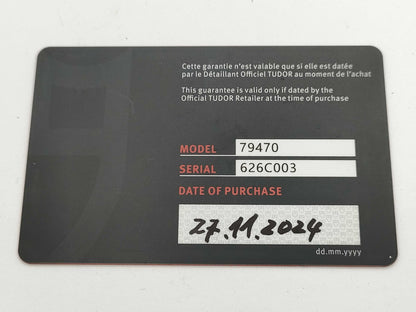 Cette garantie n'est valable que si elle est datée
par le Détaillant Officiel TUDOR au moment de l'achat
This guarantee is valid only if dated by the
Official TUDOR Retailer at the time of purchase
MODEL 79470
SERIAL 626C003
DATE OF PURCHASE
27.11.2024
dd.mm.yyyy